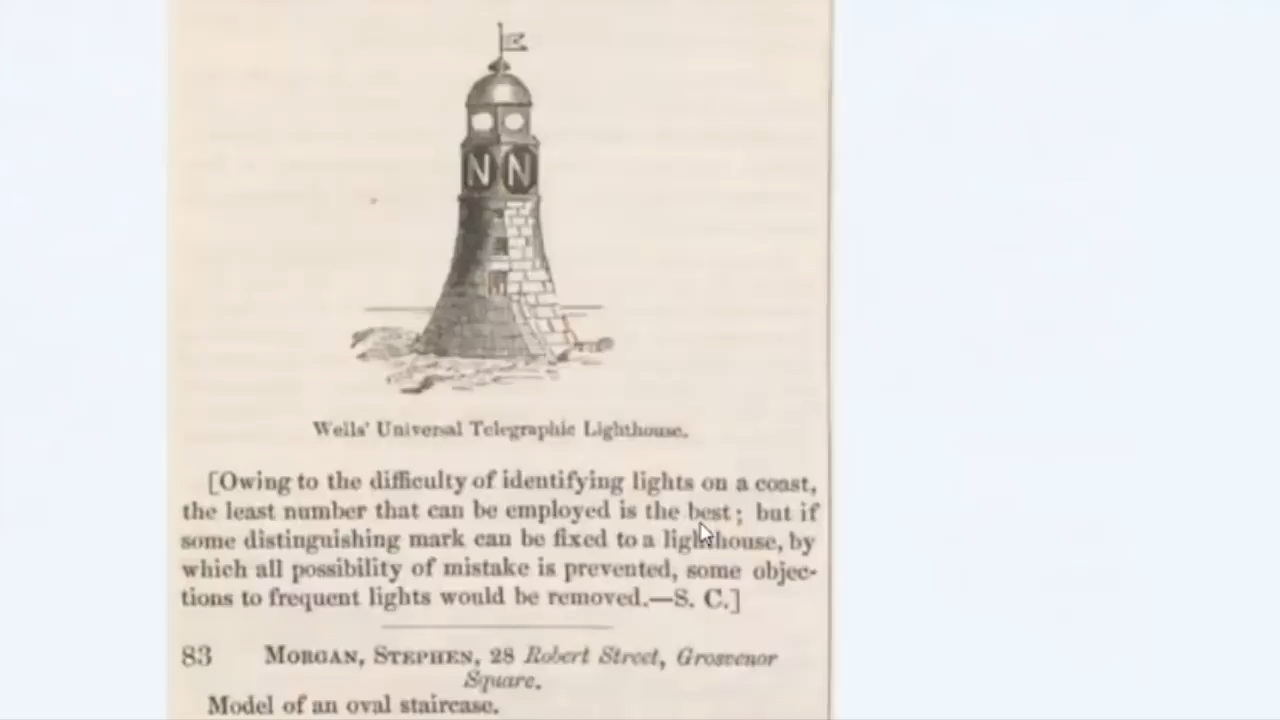 N N
Wells' Universal Telegraphic Lighthouse.
[Owing to the difficulty of identifying lights on a coast,
the least number that can be employed is the best; but if
some distinguishing mark can be fixed to a lighthouse, by
which all possibility of mistake is prevented, some objec-
tions to frequent lights would be removed.—S. C.]
83 MORGAN, STEPHEN, 28 Robert Street, Grosvenor
Square.
Model of an oval staircase.